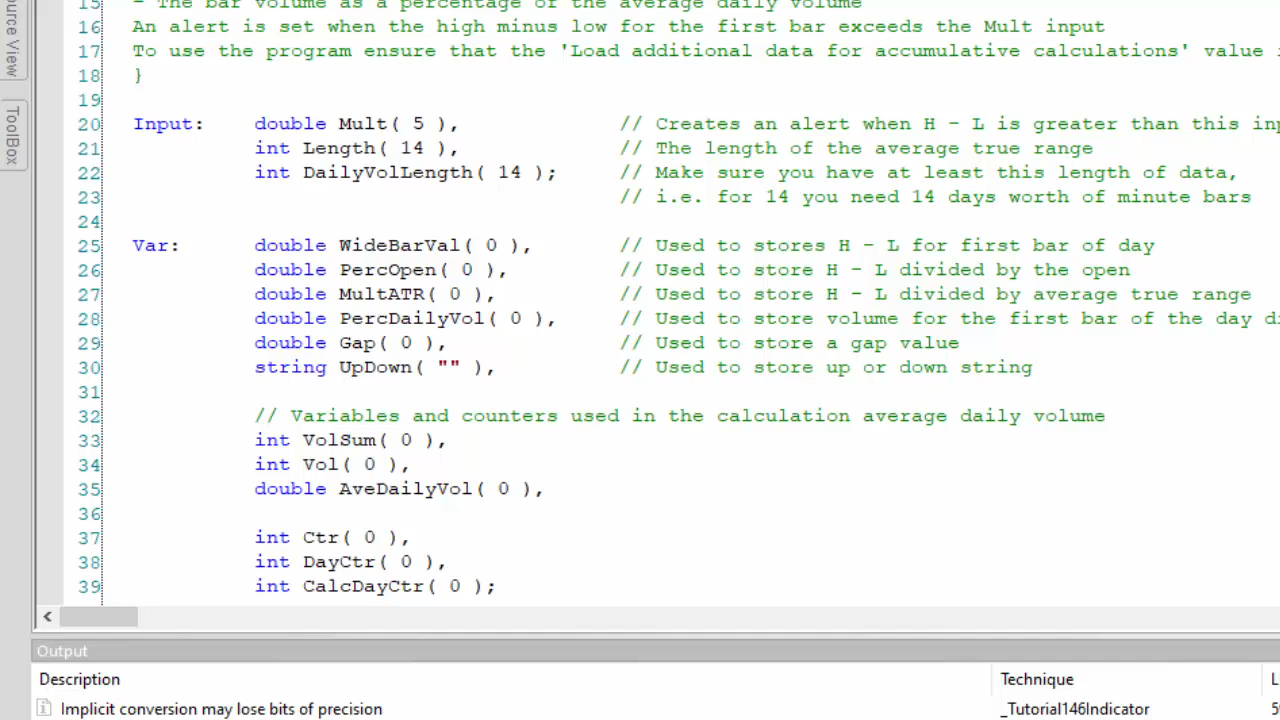 ource View
ToolBox
15 - The bar volume as a percentage of the average daily volume
16 An alert is set when the high minus low for the first bar exceeds the Mult input
17 To use the program ensure that the 'Load additional data for accumulative calculations' value i
18 }
19
20 Input: double Mult( 5 ), // Creates an alert when H - L is greater than this inp
21 int Length( 14 ), // The length of the average true range
22 int DailyVolLength( 14 ); // Make sure you have at least this length of data,
23 // i.e. for 14 you need 14 days worth of minute bars
24
25 Var: double WideBarVal( 0 ), // Used to stores H - L for first bar of day
26 double PercOpen( 0 ), // Used to store H - L divided by the open
27 double MultATR( 0 ), // Used to store H - L divided by average true range
28 double PercDailyVol( 0 ), // Used to store volume for the first bar of the day di
29 double Gap( 0 ), // Used to store a gap value
30 string UpDown( "" ), // Used to store up or down string
31
32 // Variables and counters used in the calculation average daily volume
33 int VolSum( 0 ),
34 int Vol( 0 ),
35 double AveDailyVol( 0 ),
36
37 int Ctr( 0 ),
38 int DayCtr( 0 ),
39 int CalcDayCtr( 0 );
Output
Description Technique L
Implicit conversion may lose bits of precision _Tutorial146Indicator 5